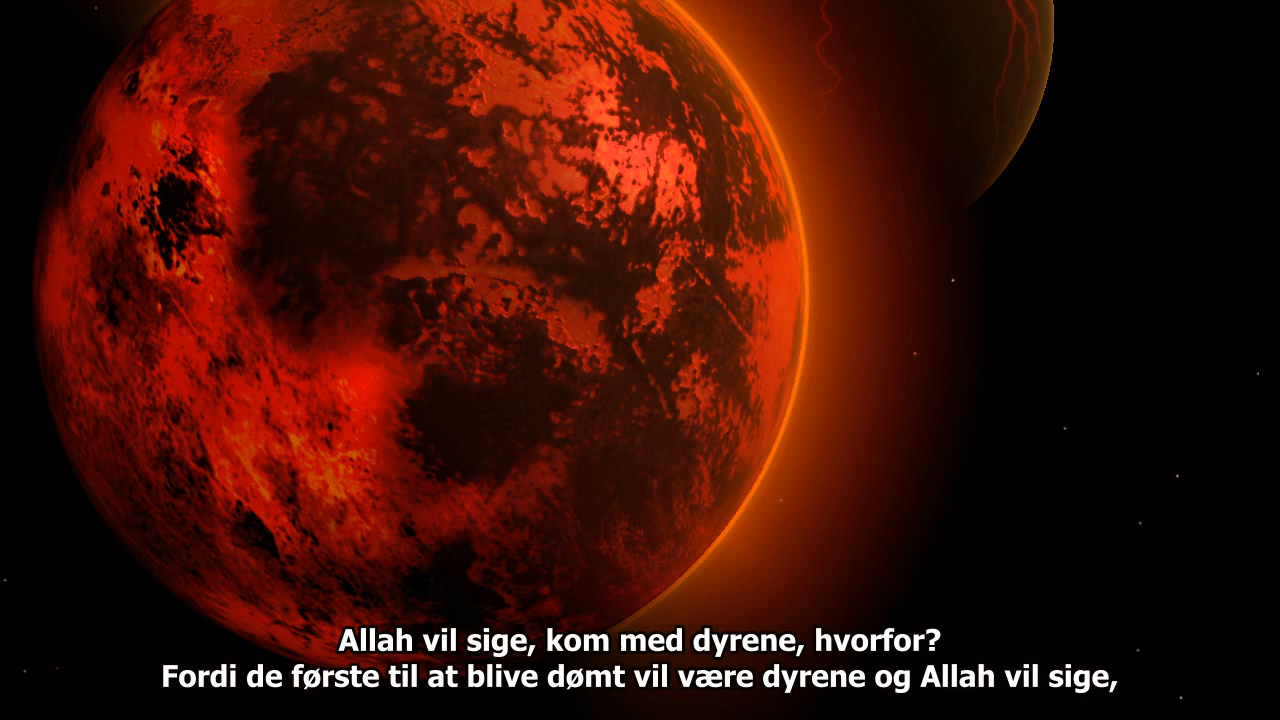 Allah vil sige, kom med dyrene, hvorfor?
Fordi de første til at blive dømt vil være dyrene og Allah vil sige,